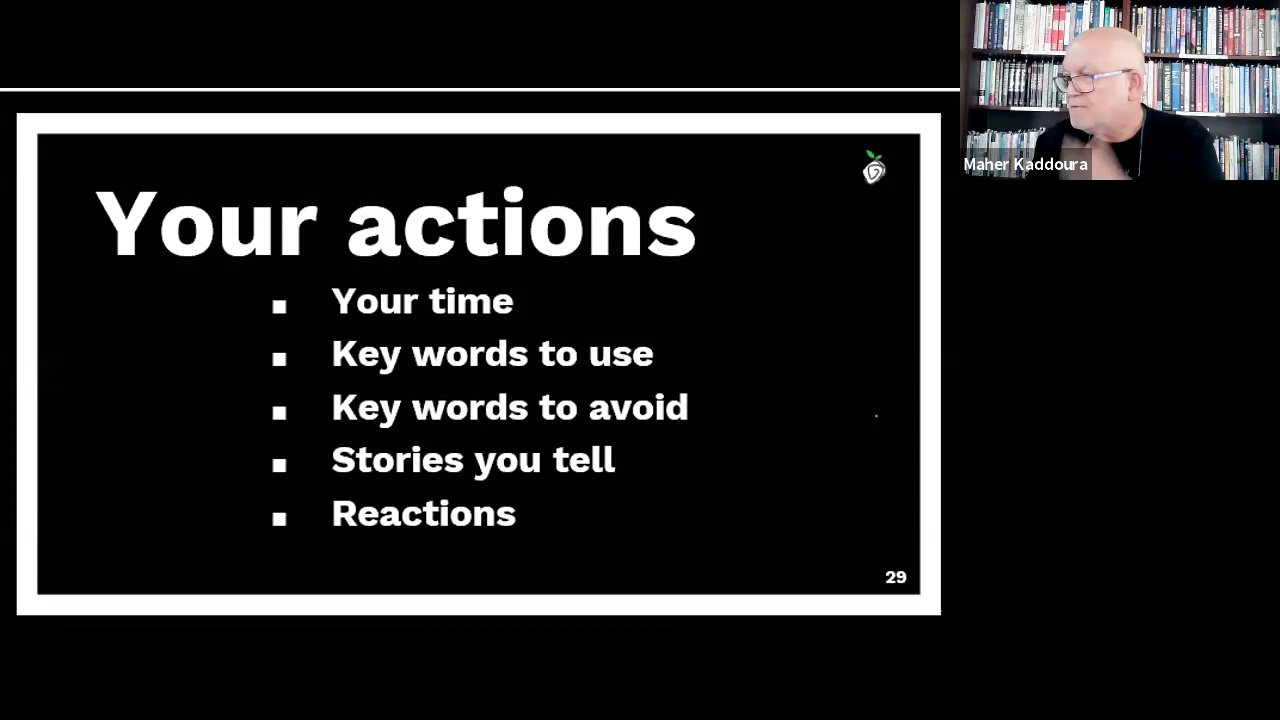 Your actions
▪ Your time
▪ Key words to use
▪ Key words to avoid
▪ Stories you tell
▪ Reactions
29
Maher Kaddoura